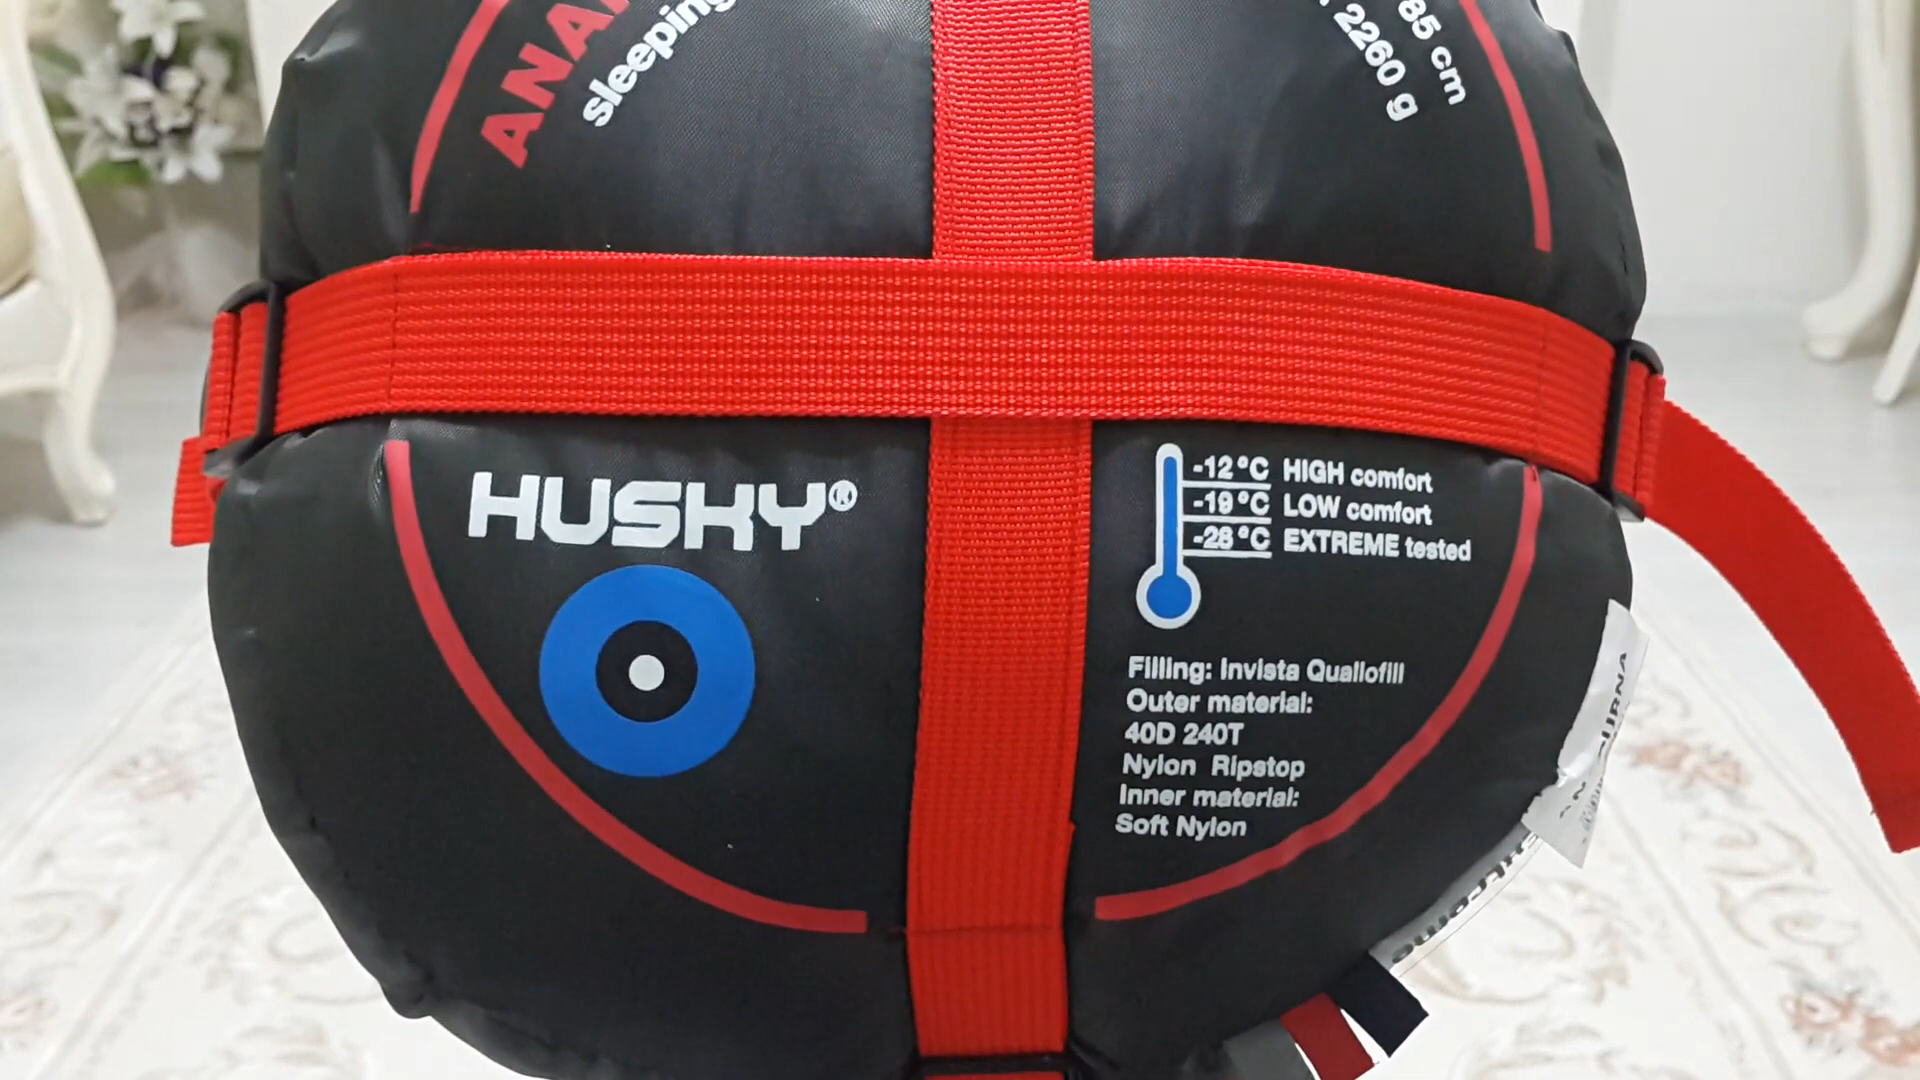 ANA
sleeping
85 cm
2260 g
HUSKY®
-12°C HIGH comfort
-19°C LOW comfort
-28°C EXTREME tested
Filling: Invista Quallofill
Outer material:
40D 240T
Nylon Ripstop
Inner material:
Soft Nylon